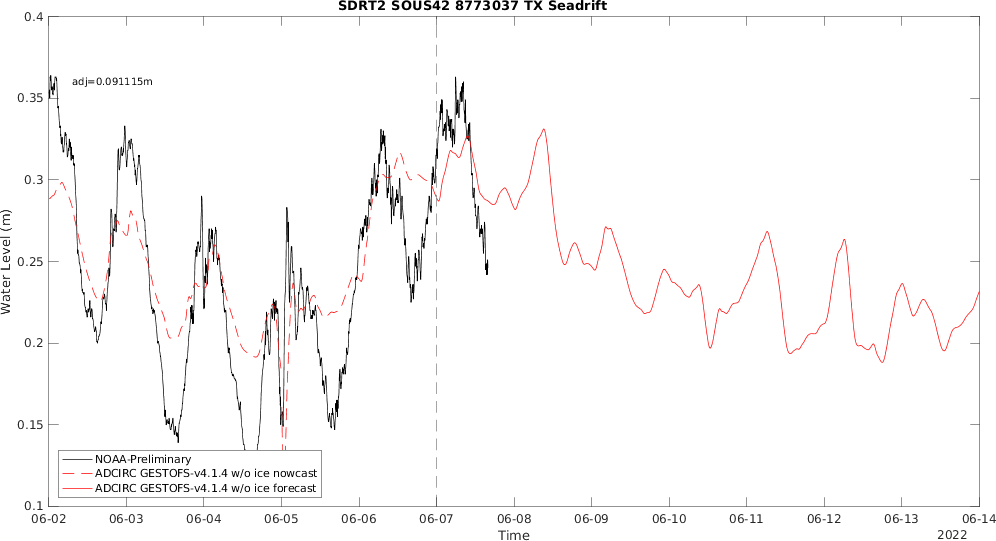 SDRT2 SOUS42 8773037 TX Seadrift
adj=0.091115m
Water Level (m)
0.4
0.35
0.3
0.25
0.2
0.15
0.1
NOAA-Preliminary
ADCIRC GESTOFS-v4.1.4 w/o ice nowcast
ADCIRC GESTOFS-v4.1.4 w/o ice forecast
06-02 06-03 06-04 06-05 06-06 06-07 06-08 06-09 06-10 06-11 06-12 06-13 06-14
Time
2022